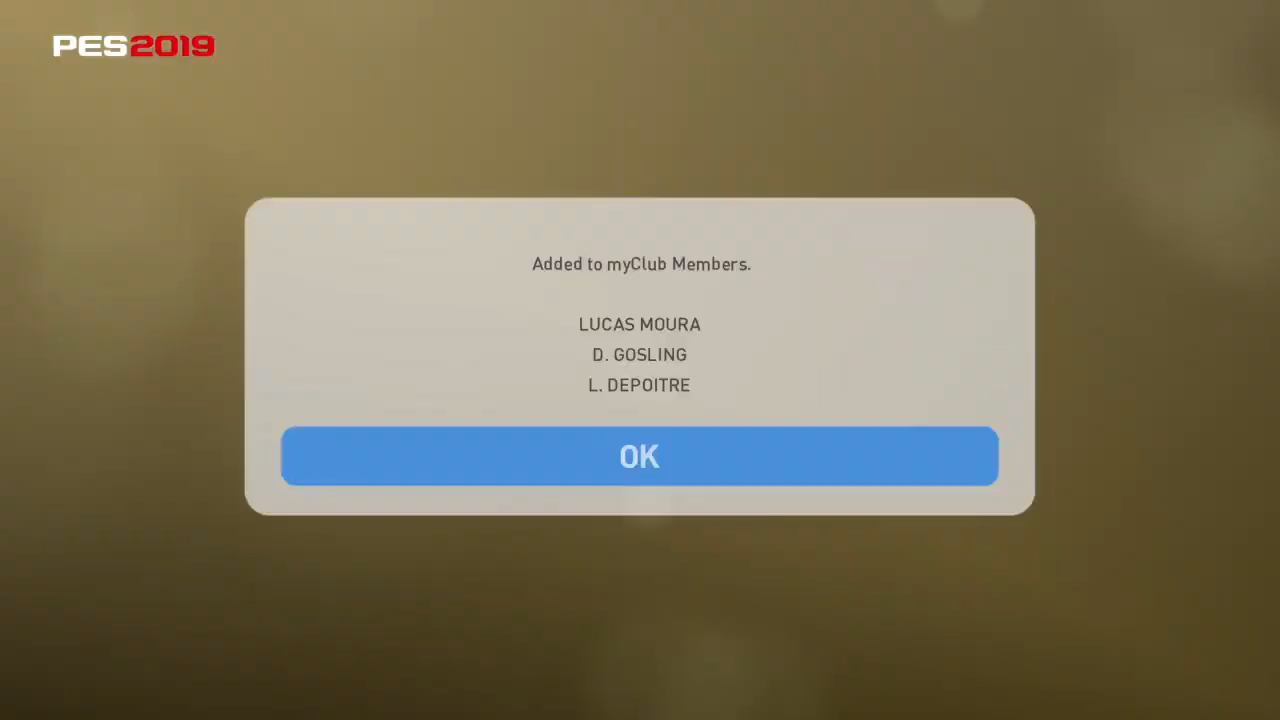 PES2019
Added to myClub Members.
LUCAS MOURA
D. GOSLING
L. DEPOITRE
OK